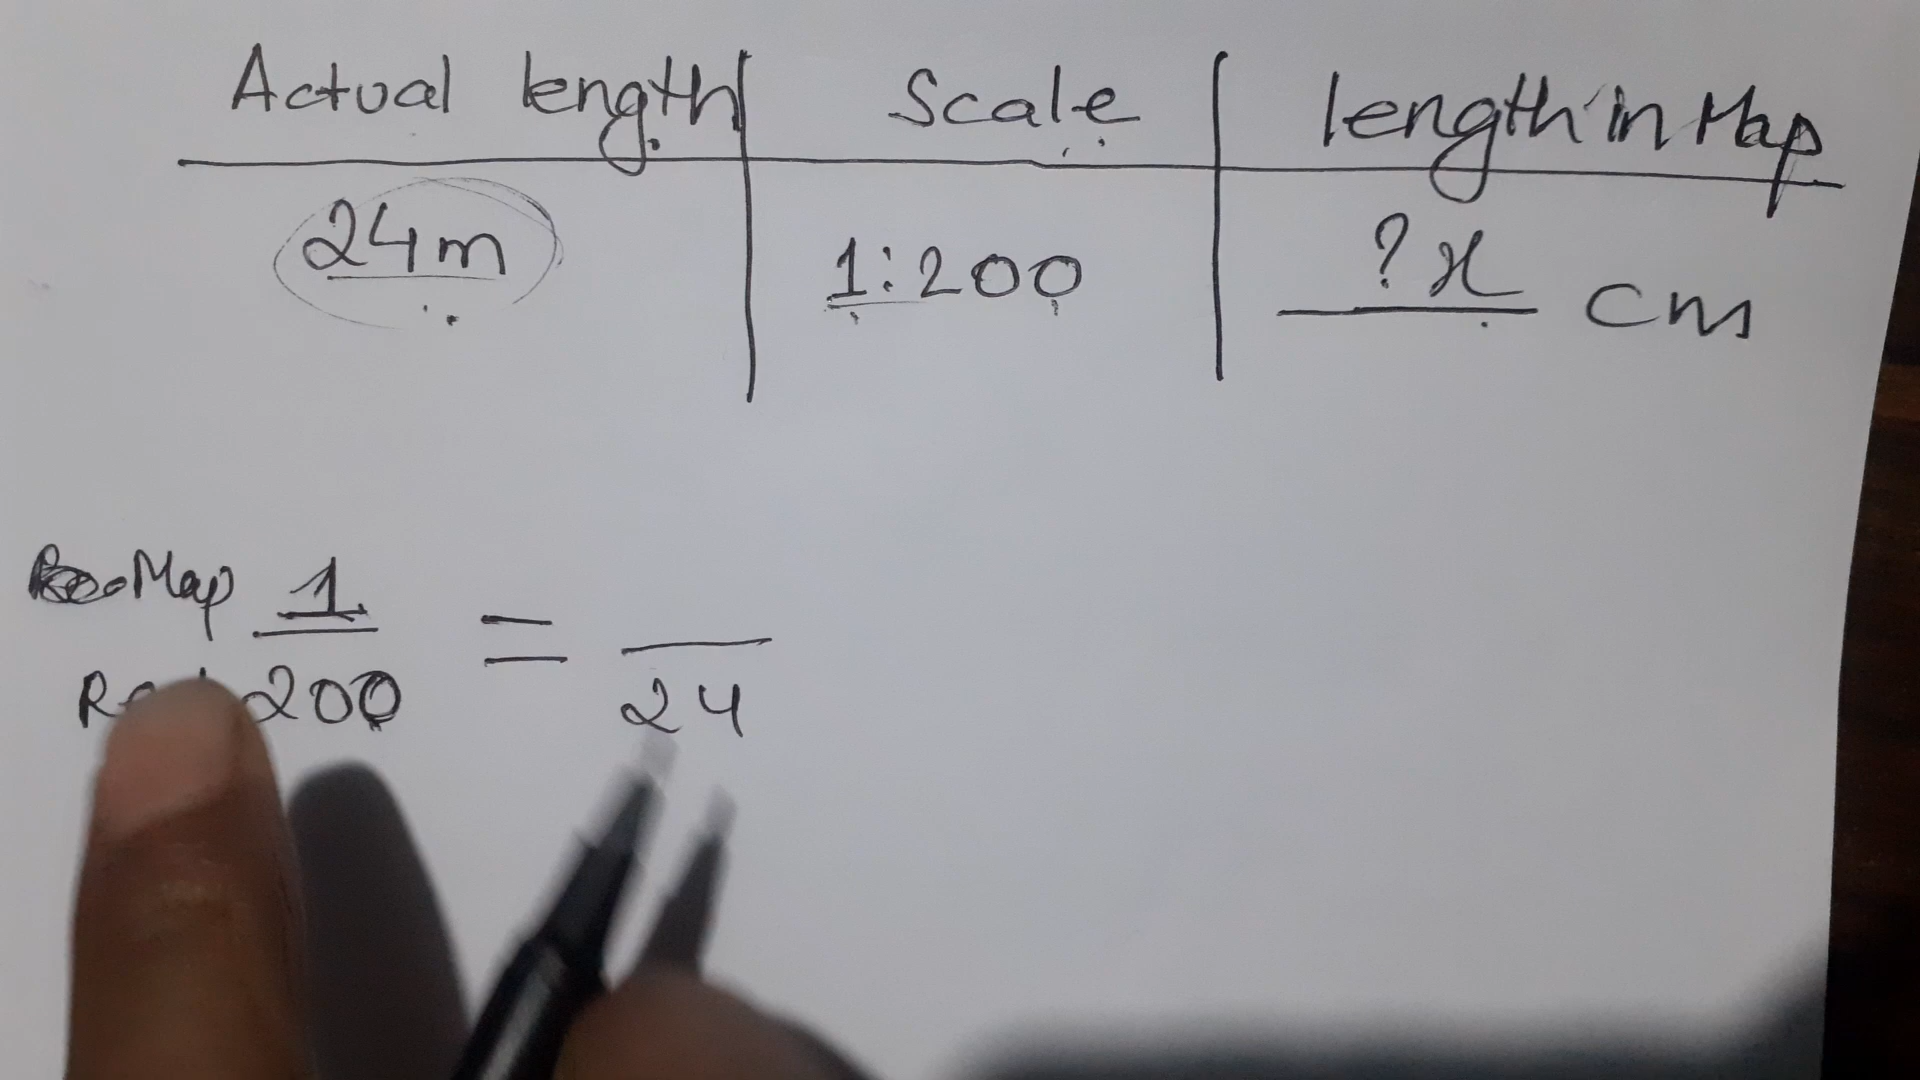 Actual length Scale length in Map
24m 1:200 ? x cm
Map 1 =
200 24